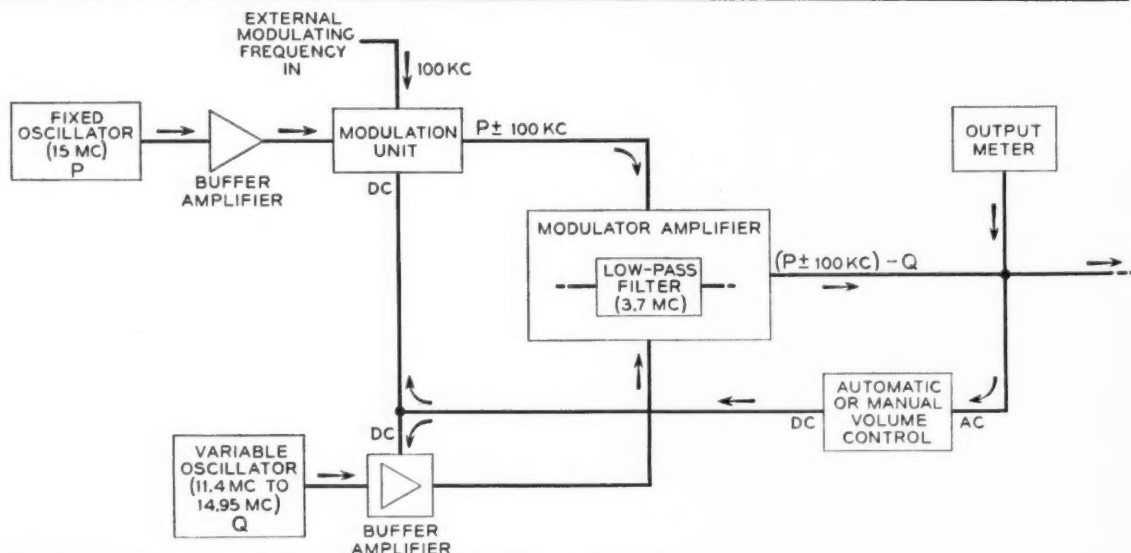 EXTERNAL
MODULATING
FREQUENCY
IN
100 KC
FIXED
OSCILLATOR
(15 MC)
P
BUFFER
AMPLIFIER
MODULATION
UNIT
DC
P± 100 KC
OUTPUT
METER
MODULATOR AMPLIFIER
LOW-PASS
FILTER
(3.7 MC)
(P± 100 KC) - Q
AUTOMATIC
OR MANUAL
VOLUME
CONTROL
DC
AC
DC
VARIABLE
OSCILLATOR
(11.4 MC TO
14.95 MC)
Q
BUFFER
AMPLIFIER